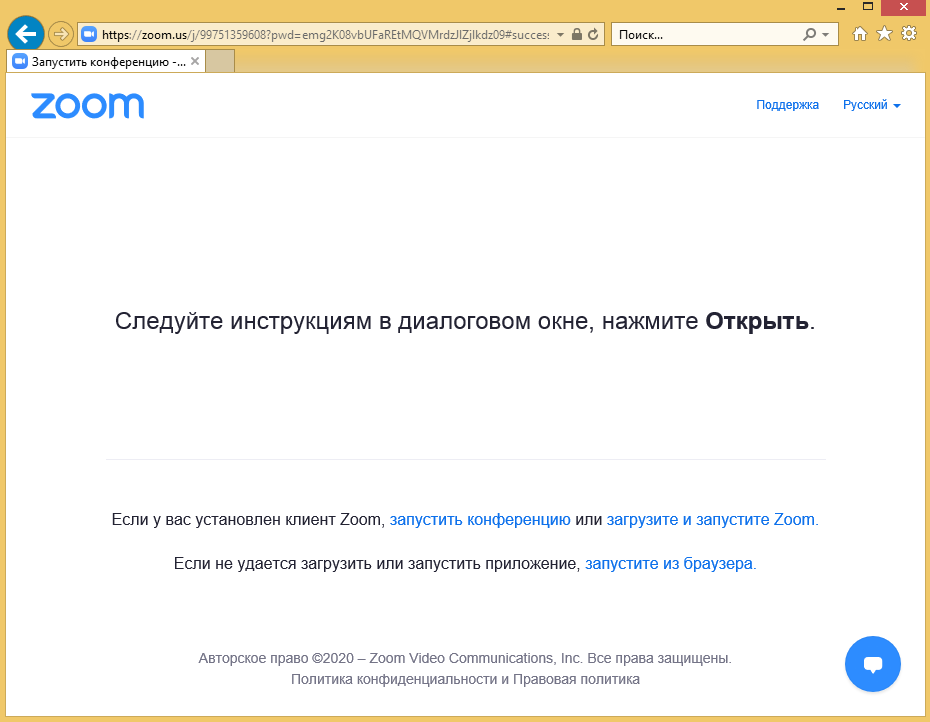 https://zoom.us/j/99751359608?pwd=emg2K08vbUFaREtMQVMrdzJlZjlkdz09#success
Поиск...
Запустить конференцию -...
zoom
Поддержка
Русский
Следуйте инструкциям в диалоговом окне, нажмите Открыть.
Если у вас установлен клиент Zoom, запустить конференцию или загрузите и запустите Zoom.
Если не удается загрузить или запустить приложение, запустите из браузера.
Авторское право ©2020 – Zoom Video Communications, Inc. Все права защищены.
Политика конфиденциальности и Правовая политика